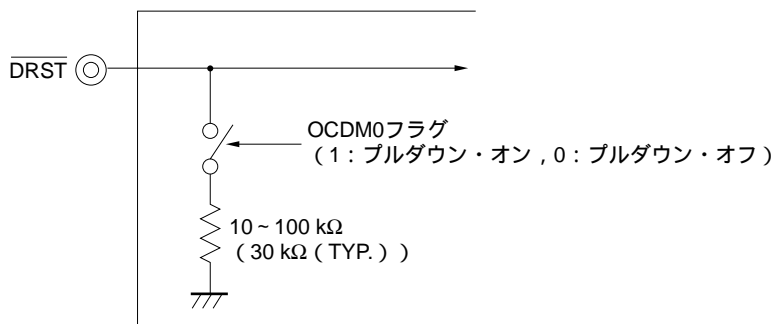 DRST
OCDM0フラグ
（1：プルダウン・オン，0：プルダウン・オフ）
10～100 kΩ
（30 kΩ（TYP.））